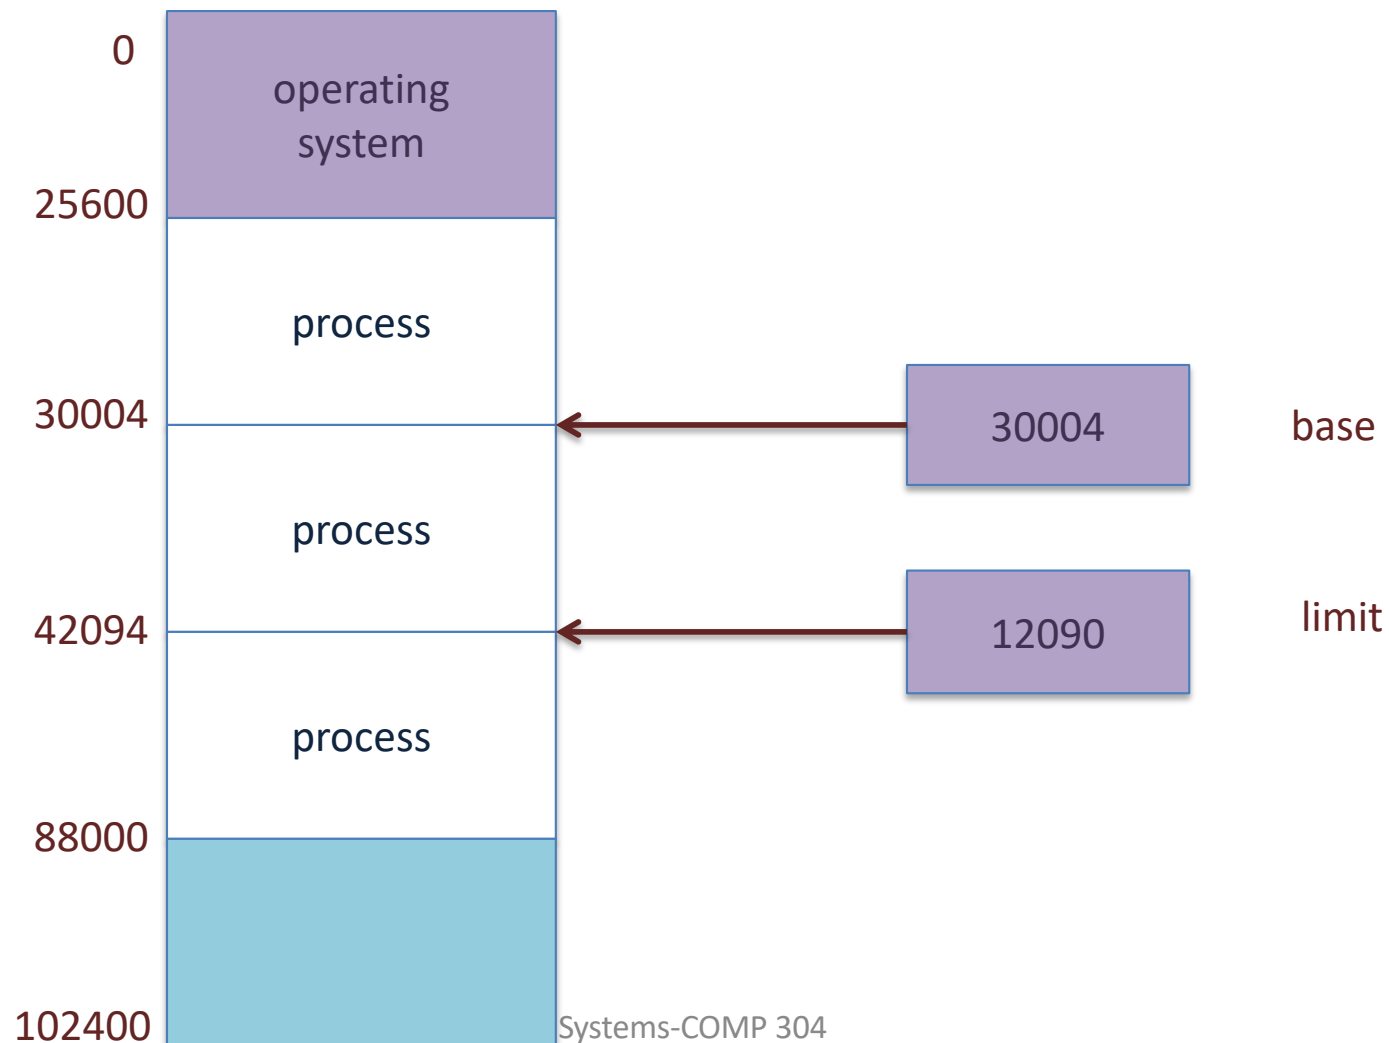 0
operating
system
25600
process
30004
30004
base
process
42094
12090
limit
process
88000
102400
Systems-COMP 304